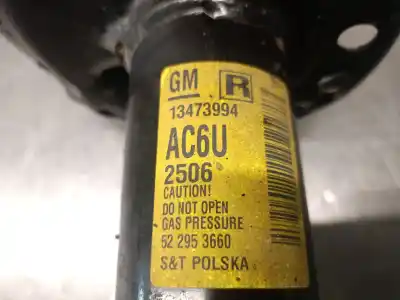 GM R
13473994
AC6U
2506
CAUTION!
DO NOT OPEN
GAS PRESSURE
52 295 3660
S&T POLSKA